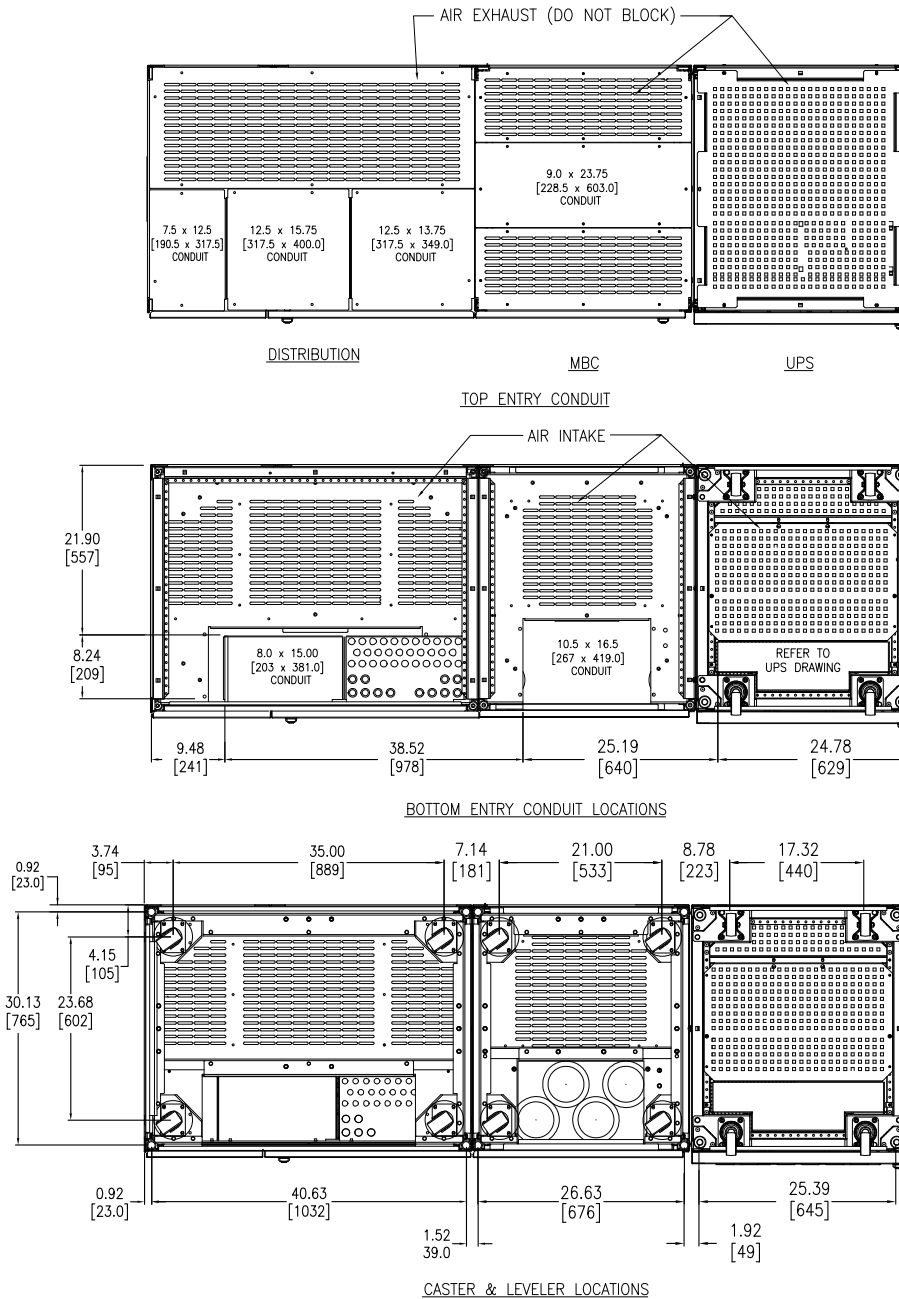 AIR EXHAUST (DO NOT BLOCK)
9.0 x 23.75
[228.5 x 603.0]
CONDUIT
7.5 x 12.5
[190.5 x 317.5]
CONDUIT
12.5 x 15.75
[317.5 x 400.0]
CONDUIT
12.5 x 13.75
[317.5 x 349.0]
CONDUIT
DISTRIBUTION
MBC
UPS
TOP ENTRY CONDUIT
AIR INTAKE
21.90
[557]
8.24
[209]
8.0 x 15.00
[203 x 381.0]
CONDUIT
10.5 x 16.5
[267 x 419.0]
CONDUIT
REFER TO
UPS DRAWING
9.48
[241]
38.52
[978]
25.19
[640]
24.78
[629]
BOTTOM ENTRY CONDUIT LOCATIONS
0.92
[23.0]
3.74
[95]
35.00
[889]
7.14
[181]
21.00
[533]
8.78
[223]
17.32
[440]
4.15
[105]
30.13
[765]
23.68
[602]
0.92
[23.0]
40.63
[1032]
1.52
39.0
26.63
[676]
1.92
[49]
25.39
[645]
CASTER & LEVELER LOCATIONS